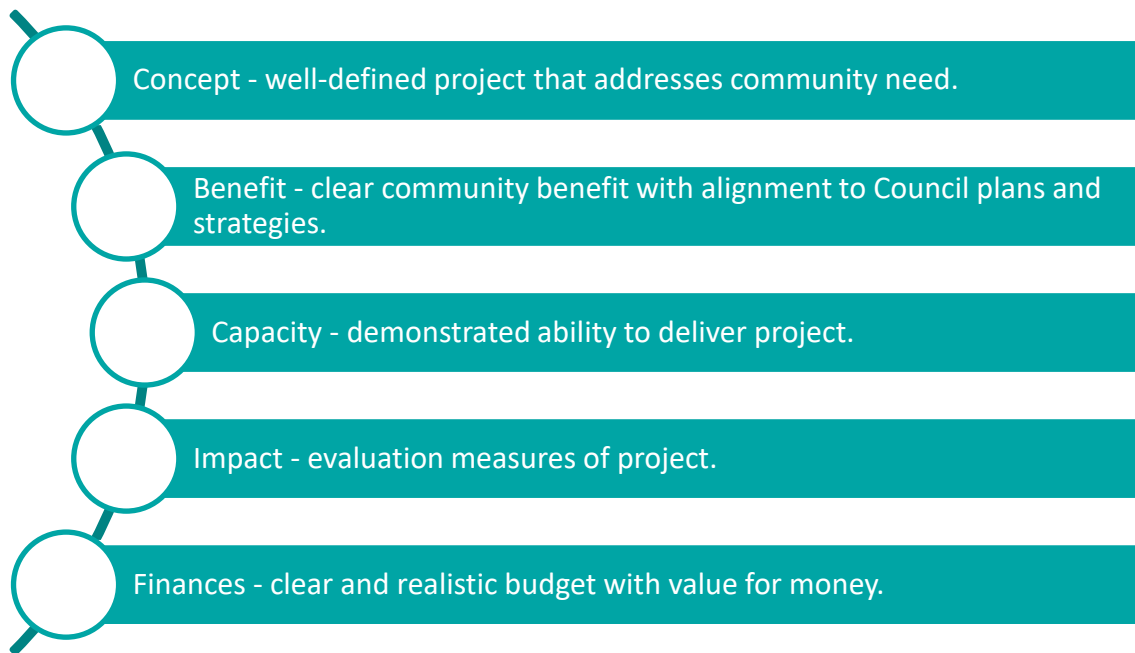 Concept - well-defined project that addresses community need.
Benefit - clear community benefit with alignment to Council plans and
strategies.
Capacity - demonstrated ability to deliver project.
Impact - evaluation measures of project.
Finances - clear and realistic budget with value for money.